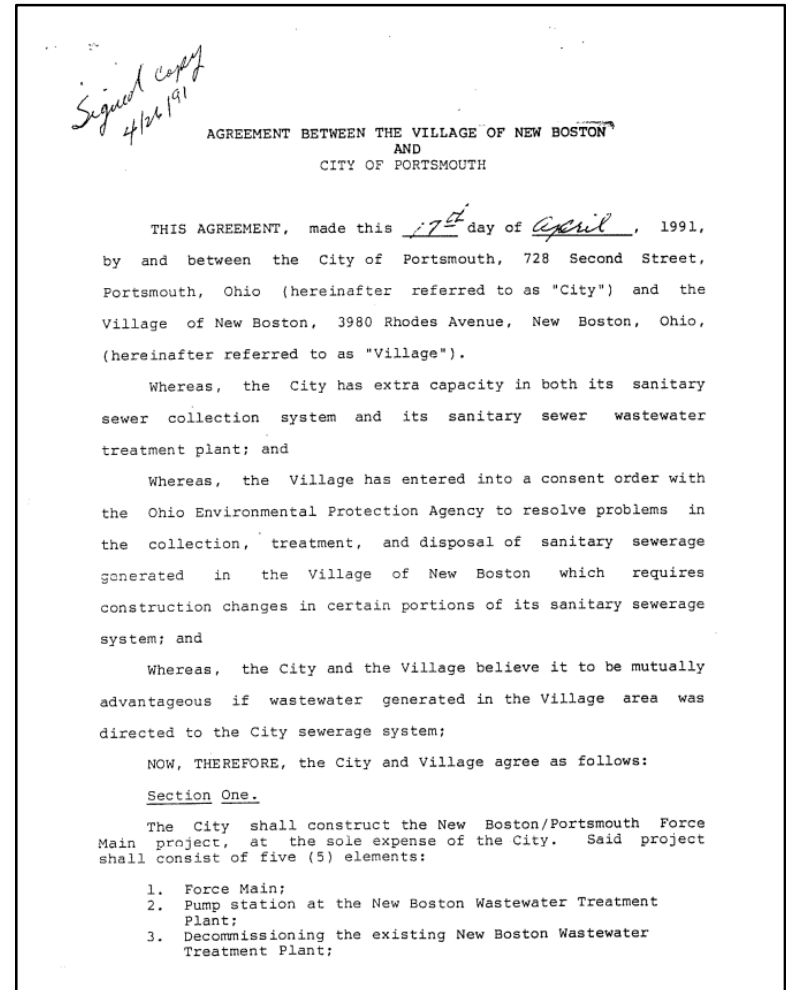 Signed copy
4/26/91
AGREEMENT BETWEEN THE VILLAGE OF NEW BOSTON
AND
CITY OF PORTSMOUTH
THIS AGREEMENT, made this 17th day of April, 1991,
by and between the City of Portsmouth, 728 Second Street,
Portsmouth, Ohio (hereinafter referred to as "City") and the
Village of New Boston, 3980 Rhodes Avenue, New Boston, Ohio,
(hereinafter referred to as "Village").
Whereas, the City has extra capacity in both its sanitary
sewer collection system and its sanitary sewer wastewater
treatment plant; and
Whereas, the Village has entered into a consent order with
the Ohio Environmental Protection Agency to resolve problems in
the collection, treatment, and disposal of sanitary sewerage
generated in the Village of New Boston which requires
construction changes in certain portions of its sanitary sewerage
system; and
Whereas, the City and the Village believe it to be mutually
advantageous if wastewater generated in the Village area was
directed to the City sewerage system;
NOW, THEREFORE, the City and Village agree as follows:
Section One.
The City shall construct the New Boston/Portsmouth Force
Main project, at the sole expense of the City. Said project
shall consist of five (5) elements:
1. Force Main;
2. Pump station at the New Boston Wastewater Treatment
Plant;
3. Decommissioning the existing New Boston Wastewater
Treatment Plant;